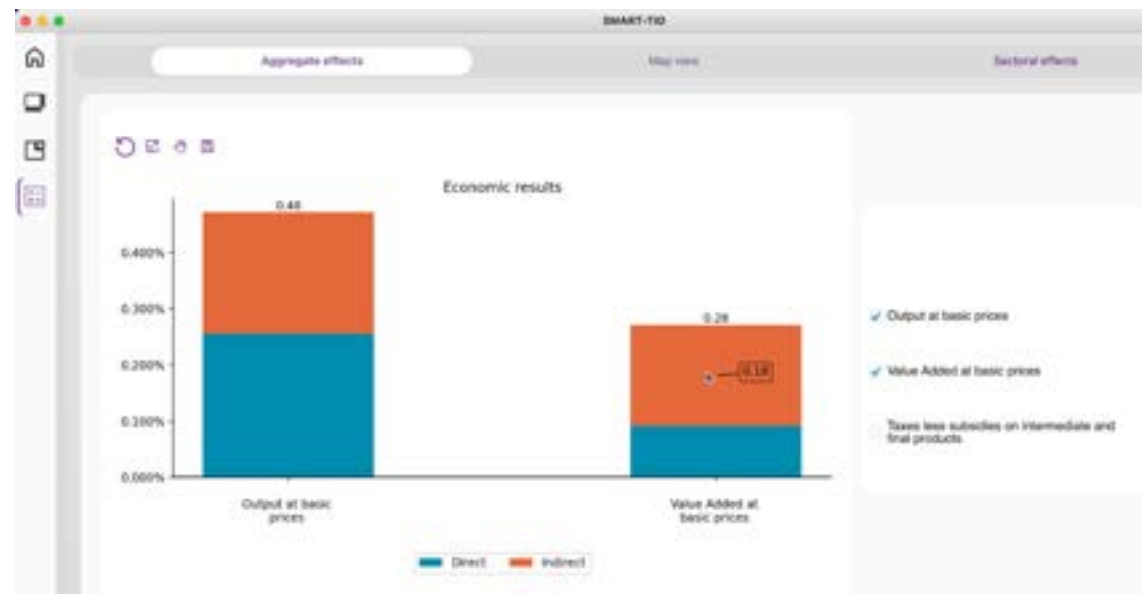 SMART-TIO
Aggregate effects
Map view
Sectoral effects
Economic results
0.48
0.400%
0.300%
0.28
0.200%
0.18
0.100%
0.000%
Output at basic
prices
Value Added at
basic prices
Direct
Indirect
Output at basic prices
Value Added at basic prices
Taxes less subsidies on intermediate and
final products